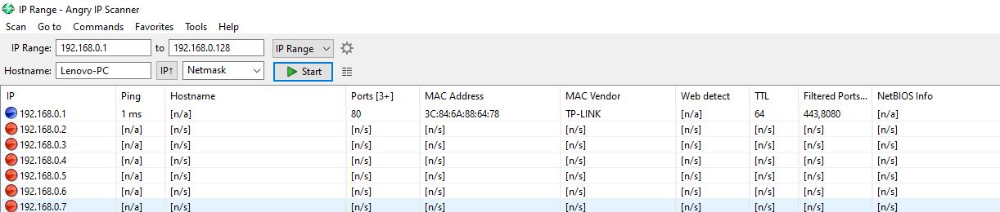 IP Range - Angry IP Scanner
Scan Go to Commands Favorites Tools Help
IP Range: 192.168.0.1 to 192.168.0.128 IP Range
Hostname: Lenovo-PC IP↑ Netmask Start
IP Ping Hostname Ports [3+] MAC Address MAC Vendor Web detect TTL Filtered Ports... NetBIOS Info
192.168.0.1 1 ms [n/a] 80 3C:84:6A:88:64:78 TP-LINK [n/a] 64 443,8080 [n/a]
192.168.0.2 [n/a] [n/s] [n/s] [n/s] [n/s] [n/s] [n/s] [n/s] [n/s]
192.168.0.3 [n/a] [n/s] [n/s] [n/s] [n/s] [n/s] [n/s] [n/s] [n/s]
192.168.0.4 [n/a] [n/s] [n/s] [n/s] [n/s] [n/s] [n/s] [n/s] [n/s]
192.168.0.5 [n/a] [n/s] [n/s] [n/s] [n/s] [n/s] [n/s] [n/s] [n/s]
192.168.0.6 [n/a] [n/s] [n/s] [n/s] [n/s] [n/s] [n/s] [n/s] [n/s]
192.168.0.7 [n/a] [n/s] [n/s] [n/s] [n/s] [n/s] [n/s] [n/s] [n/s]